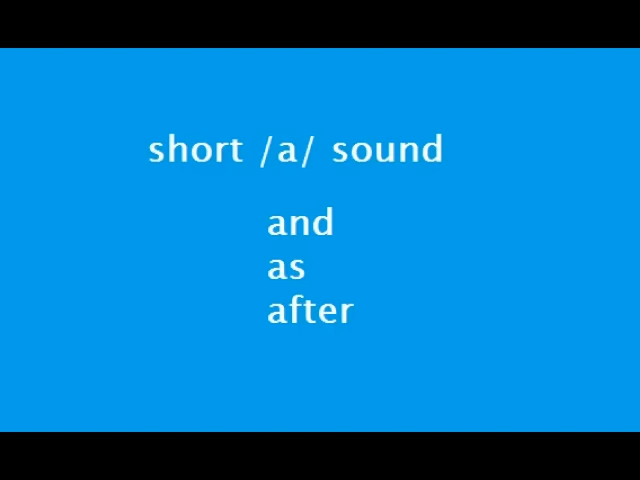 short /a/ sound
and
as
after